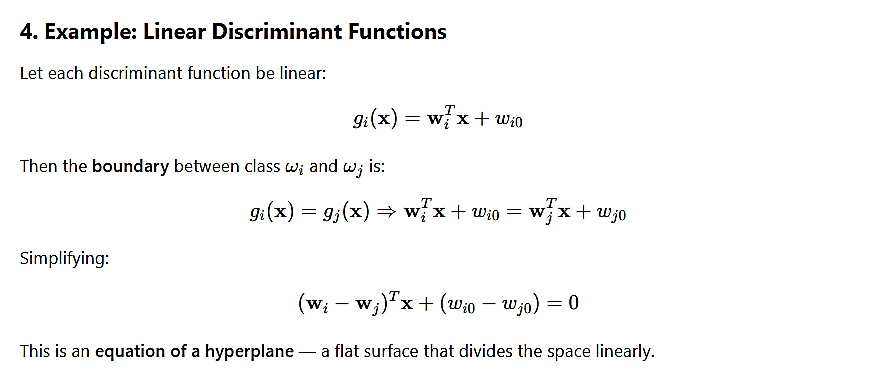 4. Example: Linear Discriminant Functions
Let each discriminant function be linear:
$g_i(\mathbf{x}) = \mathbf{w}_i^T \mathbf{x} + w_{i0}$
Then the boundary between class $\omega_i$ and $\omega_j$ is:
$g_i(\mathbf{x}) = g_j(\mathbf{x}) \Rightarrow \mathbf{w}_i^T \mathbf{x} + w_{i0} = \mathbf{w}_j^T \mathbf{x} + w_{j0}$
Simplifying:
$(\mathbf{w}_i - \mathbf{w}_j)^T \mathbf{x} + (w_{i0} - w_{j0}) = 0$
This is an equation of a hyperplane — a flat surface that divides the space linearly.